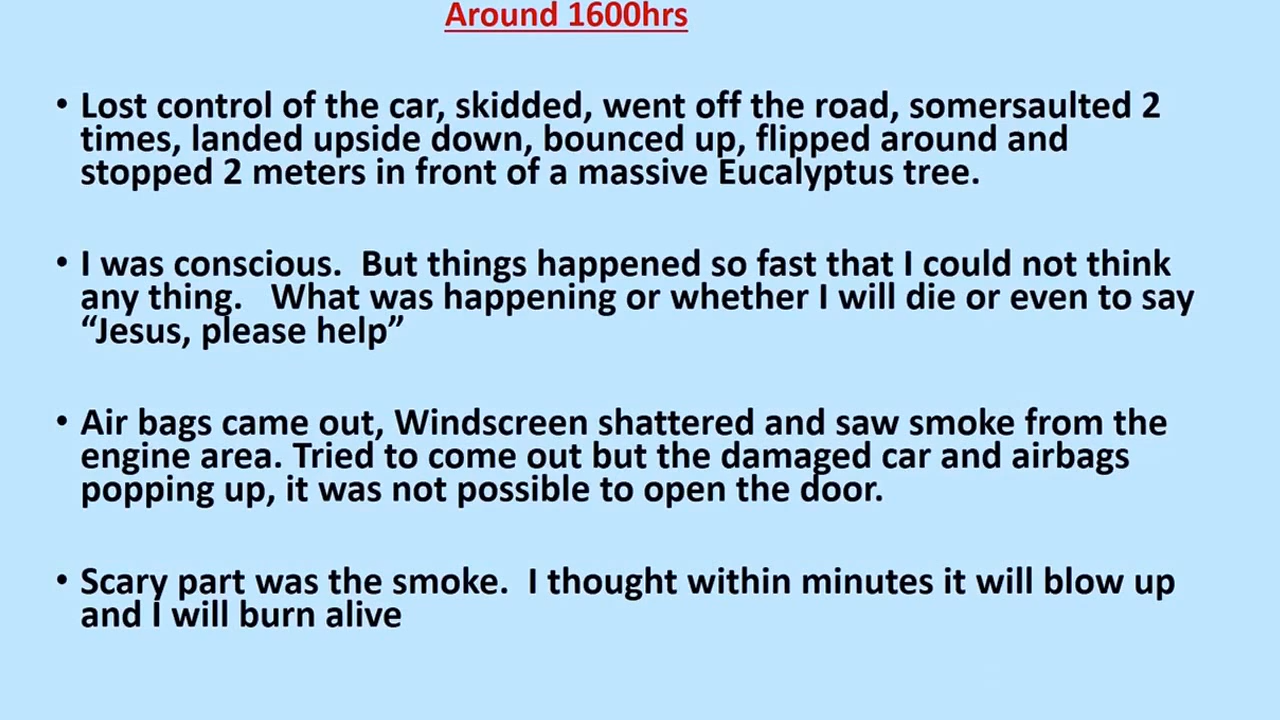 Around 1600hrs
• Lost control of the car, skidded, went off the road, somersaulted 2
times, landed upside down, bounced up, flipped around and
stopped 2 meters in front of a massive Eucalyptus tree.
• I was conscious.  But things happened so fast that I could not think
any thing.   What was happening or whether I will die or even to say
“Jesus, please help”
• Air bags came out, Windscreen shattered and saw smoke from the
engine area. Tried to come out but the damaged car and airbags
popping up, it was not possible to open the door.
• Scary part was the smoke.  I thought within minutes it will blow up
and I will burn alive